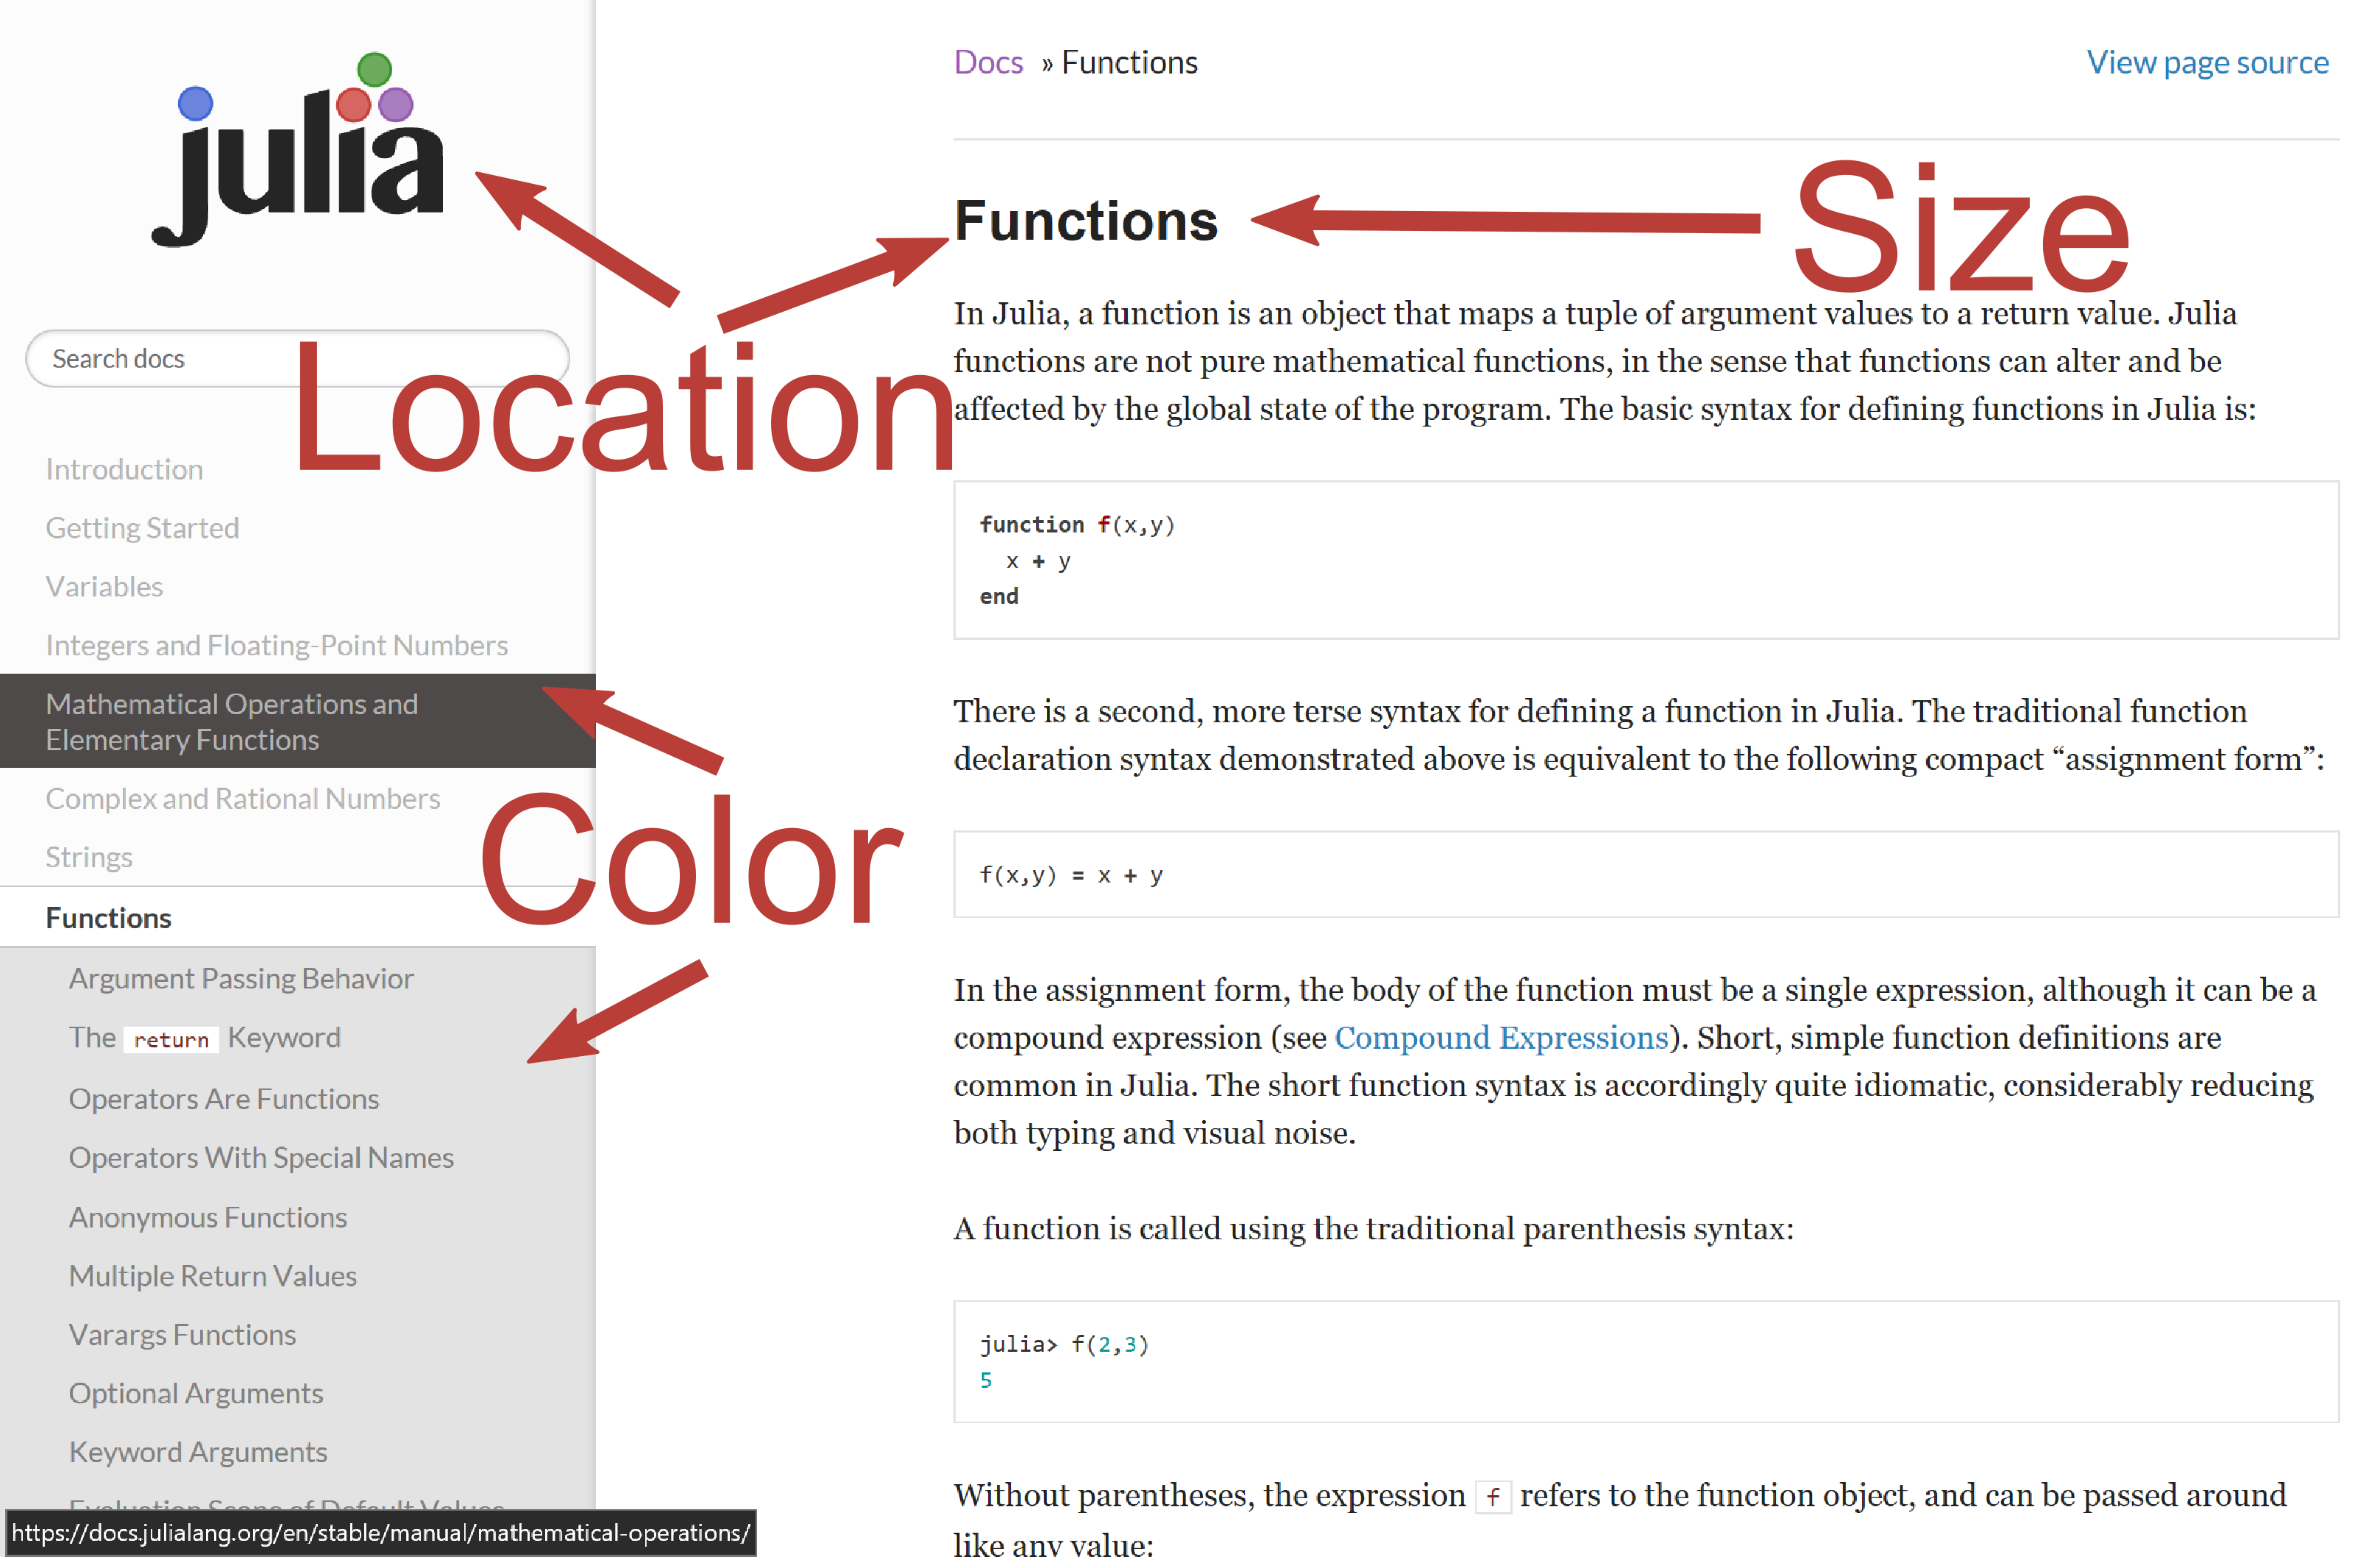 julia
Search docs
Introduction
Getting Started
Variables
Integers and Floating-Point Numbers
Mathematical Operations and
Elementary Functions
Complex and Rational Numbers
Strings
Functions
Argument Passing Behavior
The return Keyword
Operators Are Functions
Operators With Special Names
Anonymous Functions
Multiple Return Values
Varargs Functions
Optional Arguments
Keyword Arguments
Evaluation Scope of Default Values
https://docs.julialang.org/en/stable/manual/mathematical-operations/
Location
Color
Size
Docs » Functions
View page source
Functions
In Julia, a function is an object that maps a tuple of argument values to a return value. Julia
functions are not pure mathematical functions, in the sense that functions can alter and be
affected by the global state of the program. The basic syntax for defining functions in Julia is:
function f(x,y)
x + y
end
There is a second, more terse syntax for defining a function in Julia. The traditional function
declaration syntax demonstrated above is equivalent to the following compact “assignment form”:
f(x,y) = x + y
In the assignment form, the body of the function must be a single expression, although it can be a
compound expression (see Compound Expressions). Short, simple function definitions are
common in Julia. The short function syntax is accordingly quite idiomatic, considerably reducing
both typing and visual noise.
A function is called using the traditional parenthesis syntax:
julia> f(2,3)
5
Without parentheses, the expression f refers to the function object, and can be passed around
like any value: